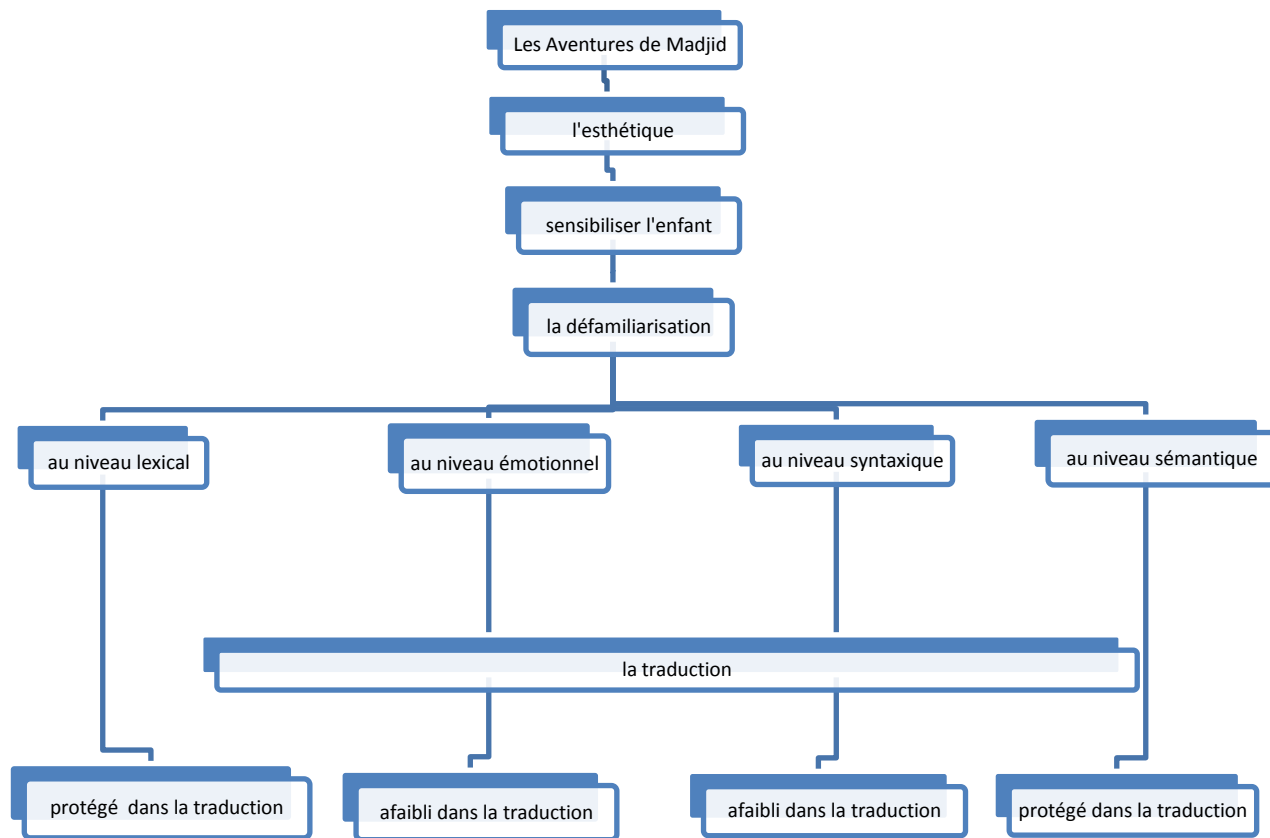 Les Aventures de Madjid
l'esthétique
sensibiliser l'enfant
la défamiliarisation
au niveau lexical
au niveau émotionnel
au niveau syntaxique
au niveau sémantique
la traduction
protégé dans la traduction
afaibli dans la traduction
afaibli dans la traduction
protégé dans la traduction